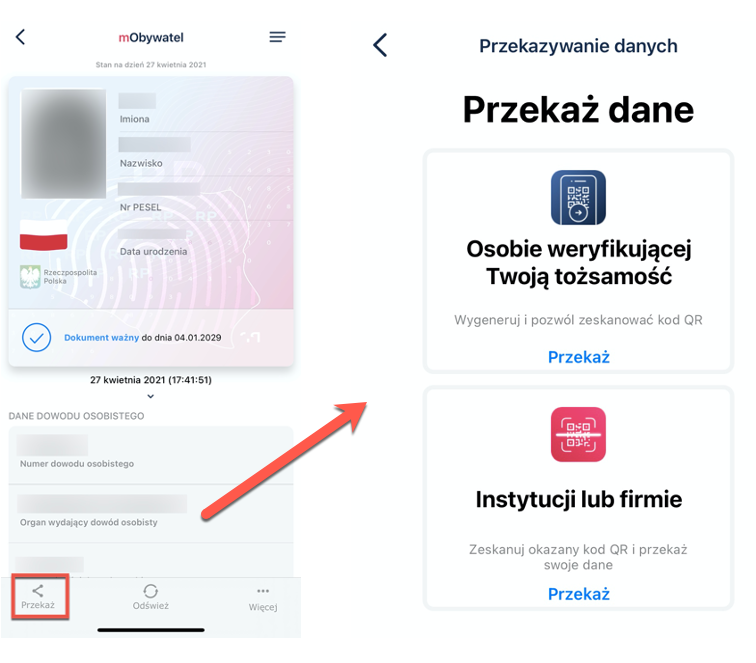 mObywatel
Stan na dzień 27 kwietnia 2021
Imiona
Nazwisko
Nr PESEL
Data urodzenia
Rzeczpospolita
Polska
Dokument ważny do dnia 04.01.2029
27 kwietnia 2021 (17:41:51)
DANE DOWODU OSOBISTEGO
Numer dowodu osobistego
Organ wydający dowód osobisty
Przekaż
Odśwież
Więcej
Przekazywanie danych
Przekaż dane
Osobie weryfikującej
Twoją tożsamość
Wygeneruj i pozwól zeskanować kod QR
Przekaż
Instytucji lub firmie
Zeskanuj okazany kod QR i przekaż
swoje dane
Przekaż